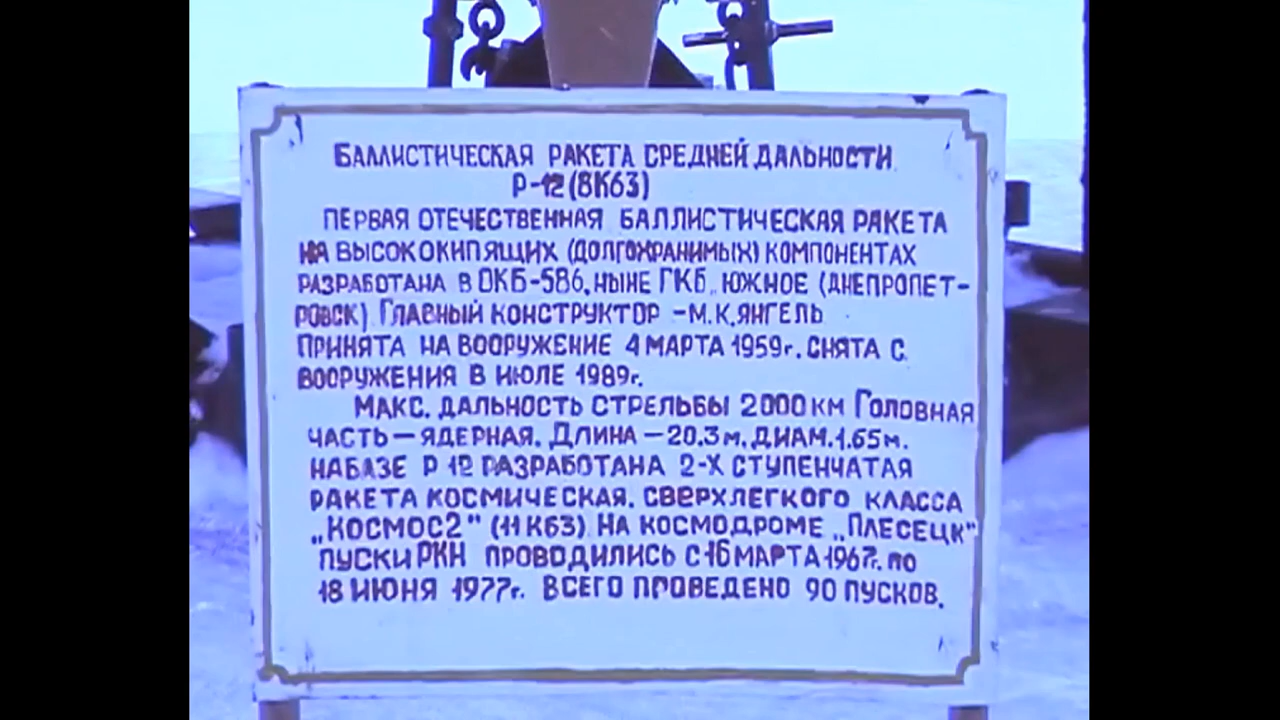 БАЛЛИСТИЧЕСКАЯ РАКЕТА СРЕДНЕЙ ДАЛЬНОСТИ
Р-12 (8К63)
ПЕРВАЯ ОТЕЧЕСТВЕННАЯ БАЛЛИСТИЧЕСКАЯ РАКЕТА
НА ВЫСОКОКИПЯЩИХ (ДОЛГОХРАНИМЫХ) КОМПОНЕНТАХ
РАЗРАБОТАНА В ОКБ-586, НЫНЕ ГКБ „ЮЖНОЕ (ДНЕПРОПЕТ-
РОВСК). ГЛАВНЫЙ КОНСТРУКТОР -М.К.ЯНГЕЛЬ
ПРИНЯТА НА ВООРУЖЕНИЕ 4 МАРТА 1959г. СНЯТА С
ВООРУЖЕНИЯ В ИЮЛЕ 1989г.
МАКС. ДАЛЬНОСТЬ СТРЕЛЬБЫ 2000 КМ ГОЛОВНАЯ
ЧАСТЬ – ЯДЕРНАЯ. ДЛИНА – 20.3 м. ДИАМ. 1.65 м.
НА БАЗЕ Р 12 РАЗРАБОТАНА 2-Х СТУПЕНЧАТАЯ
РАКЕТА КОСМИЧЕСКАЯ. СВЕРХЛЕГКОГО КЛАССА
„КОСМОС2" (11К63) НА КОСМОДРОМЕ „ПЛЕСЕЦК"
ПУСКИ РКН ПРОВОДИЛИСЬ С 16 МАРТА 1967г. ПО
18 ИЮНЯ 1977г. ВСЕГО ПРОВЕДЕНО 90 ПУСКОВ.